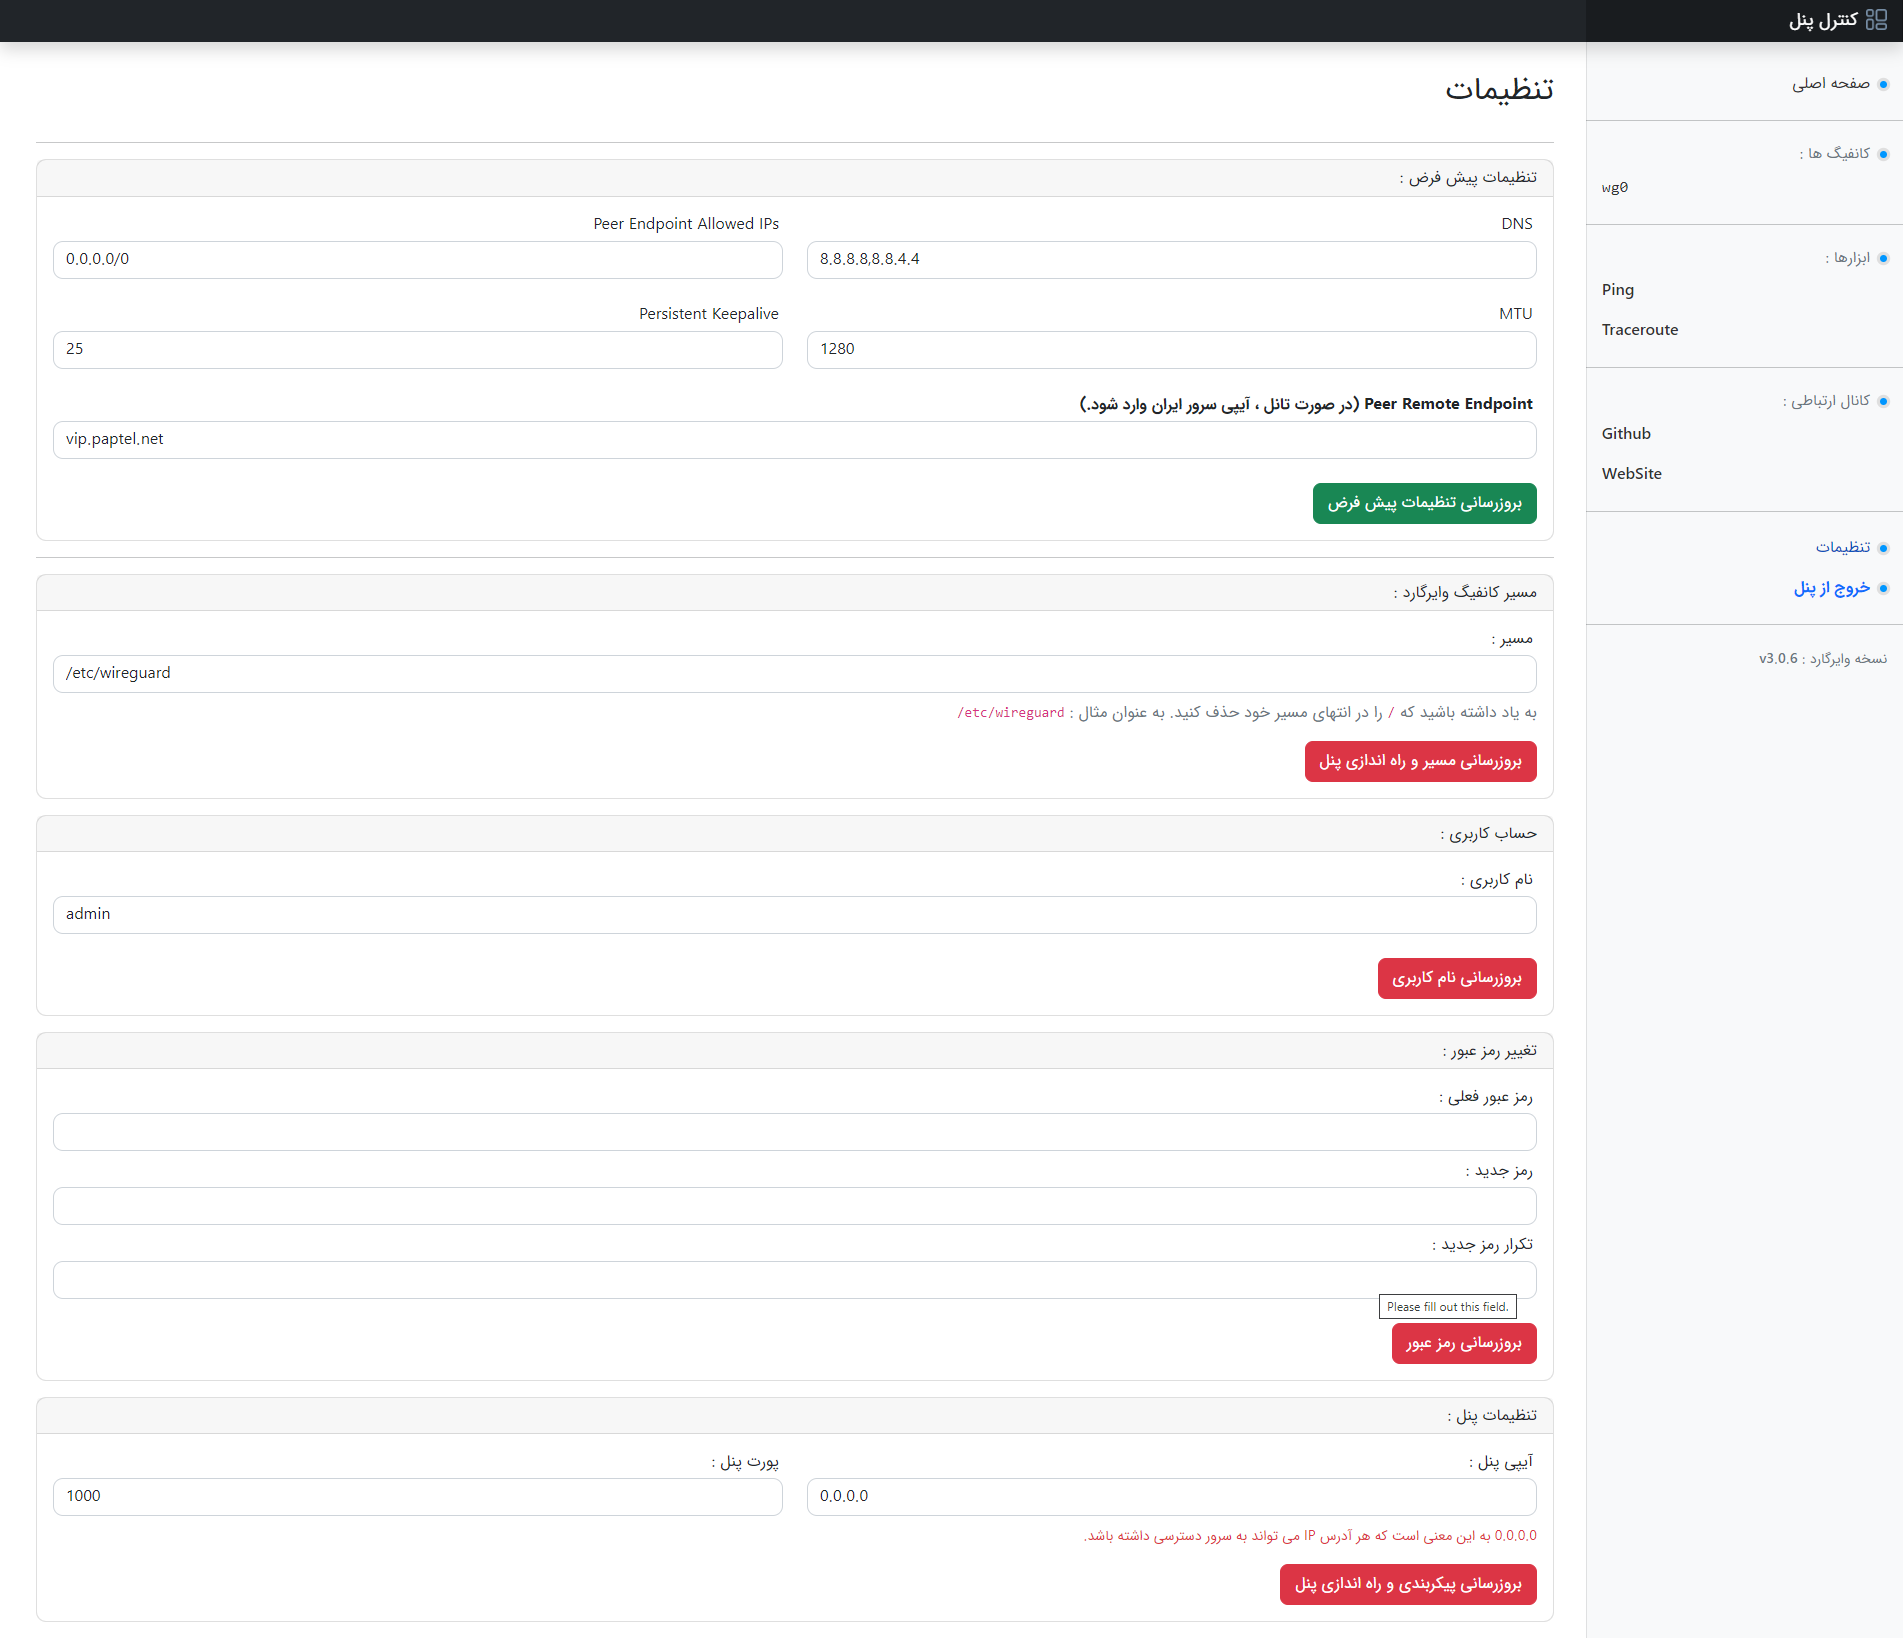 کنترل پنل
صفحه اصلی
کانفیگ ها :
wg0
ابزارها :
Ping
Traceroute
کانال ارتباطی :
Github
WebSite
تنظیمات
خروج از پنل
نسخه وایرگارد : v3.0.6
تنظیمات
تنظیمات پیش فرض :
DNS
8.8.8.8,8.8.4.4
Peer Endpoint Allowed IPs
0.0.0.0/0
MTU
1280
Persistent Keepalive
25
Peer Remote Endpoint (در صورت تانل ، آیپی سرور ایران وارد شود.)
vip.paptel.net
بروزرسانی تنظیمات پیش فرض
مسیر کانفیگ وایرگارد :
مسیر :
/etc/wireguard
به یاد داشته باشید که / را در انتهای مسیر خود حذف کنید. به عنوان مثال : /etc/wireguard
بروزرسانی مسیر و راه اندازی پنل
حساب کاربری :
نام کاربری :
admin
بروزرسانی نام کاربری
تغییر رمز عبور :
رمز عبور فعلی :
رمز جدید :
تکرار رمز جدید :
Please fill out this field.
بروزرسانی رمز عبور
تنظیمات پنل :
آیپی پنل :
0.0.0.0
پورت پنل :
1000
0.0.0.0 به این معنی است که هر آدرس IP می تواند به سرور دسترسی داشته باشد.
بروزرسانی پیکربندی و راه اندازی پنل